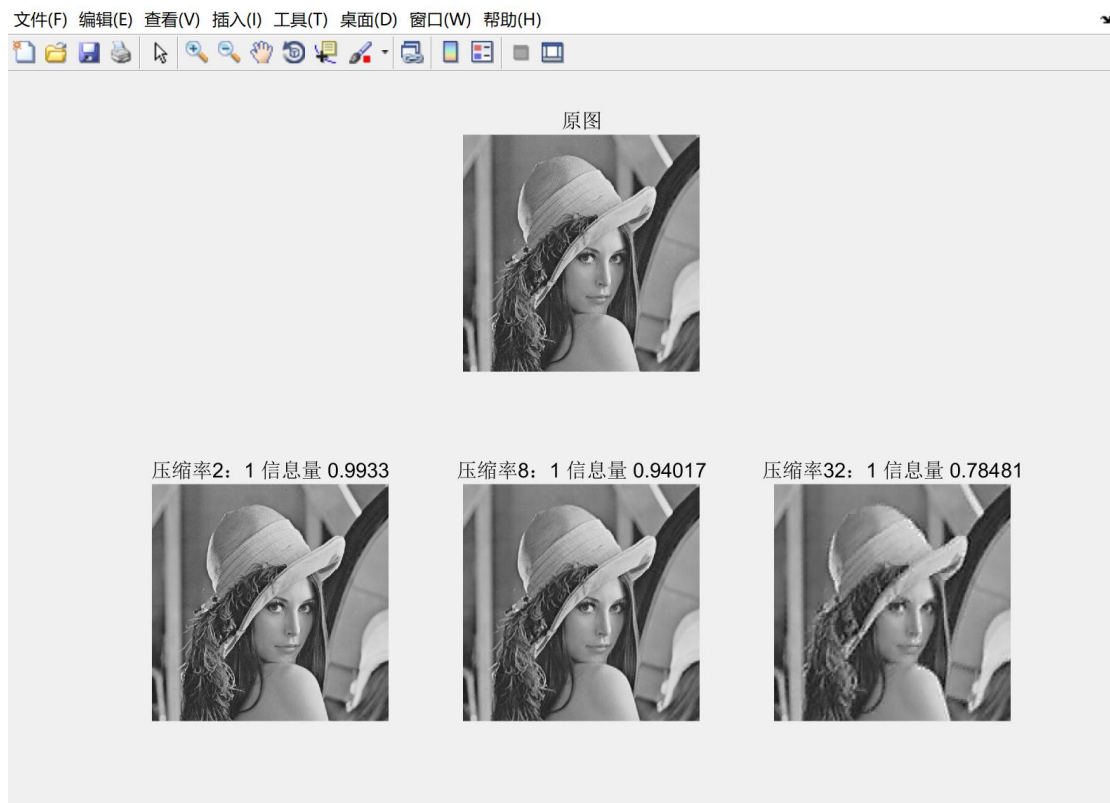 文件(F) 编辑(E) 查看(V) 插入(I) 工具(T) 桌面(D) 窗口(W) 帮助(H)
原图
压缩率2：1 信息量 0.9933
压缩率8：1 信息量 0.94017
压缩率32：1 信息量 0.78481